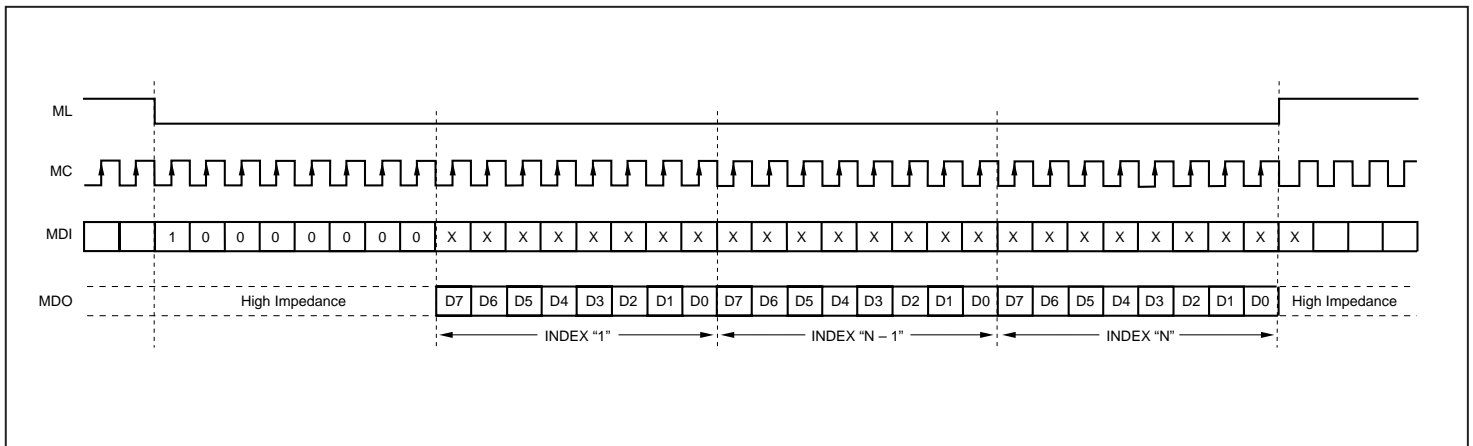 ML
MC
MDI 1 0 0 0 0 0 0 0 X X X X X X X X X X X X X X X X X X X X X X X X X
MDO High Impedance D7 D6 D5 D4 D3 D2 D1 D0 D7 D6 D5 D4 D3 D2 D1 D0 D7 D6 D5 D4 D3 D2 D1 D0 High Impedance
INDEX “1” INDEX “N – 1” INDEX “N”